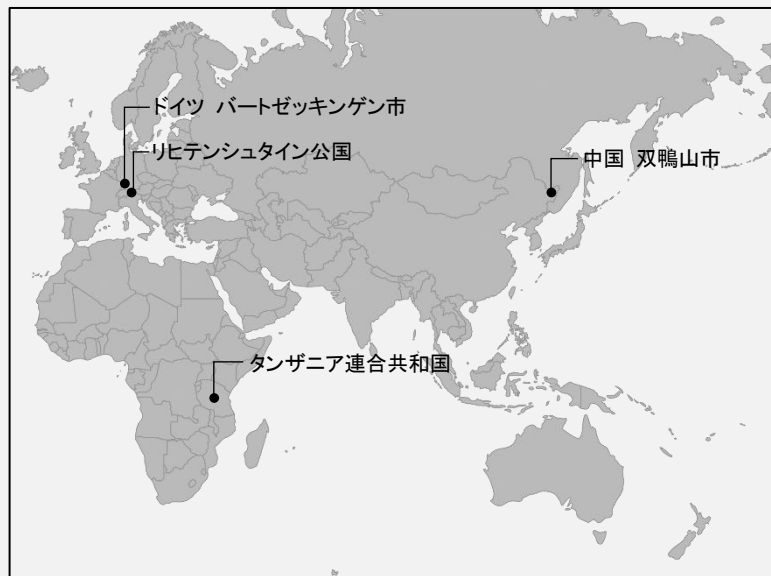 ドイツ バートゼッキンゲン市
リヒテンシュタイン公国
中国 双鴨山市
タンザニア連合共和国